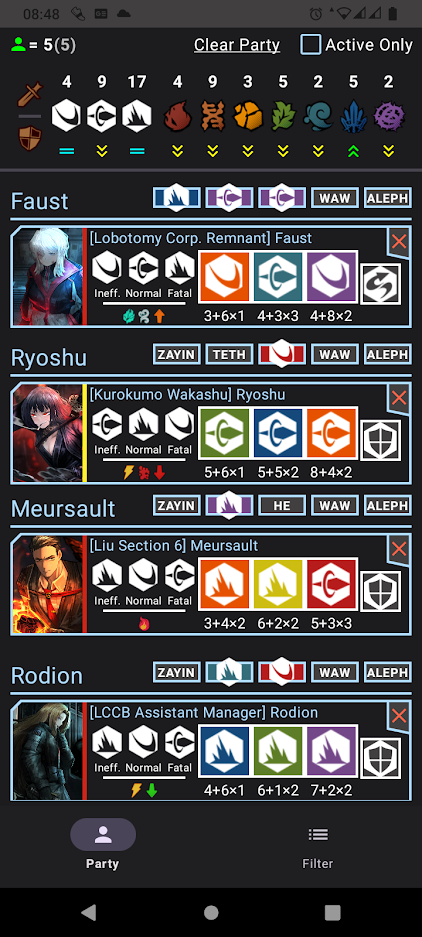 08:48
= 5(5)
Clear Party
Active Only
4 9 17 4 9 3 5 2 5 2
Faust
WAW ALEPH
[Lobotomy Corp. Remnant] Faust
Ineff. Normal Fatal
3+6×1 4+3×3 4+8×2
Ryoshu
ZAYIN TETH WAW ALEPH
[Kurokumo Wakashu] Ryoshu
Ineff. Normal Fatal
5+6×1 5+5×2 8+4×2
Meursault
ZAYIN HE WAW ALEPH
[Liu Section 6] Meursault
Ineff. Normal Fatal
3+4×2 6+2×2 5+3×3
Rodion
ZAYIN WAW ALEPH
[LCCB Assistant Manager] Rodion
Ineff. Normal Fatal
4+6×1 6+1×2 7+2×2
Party
Filter